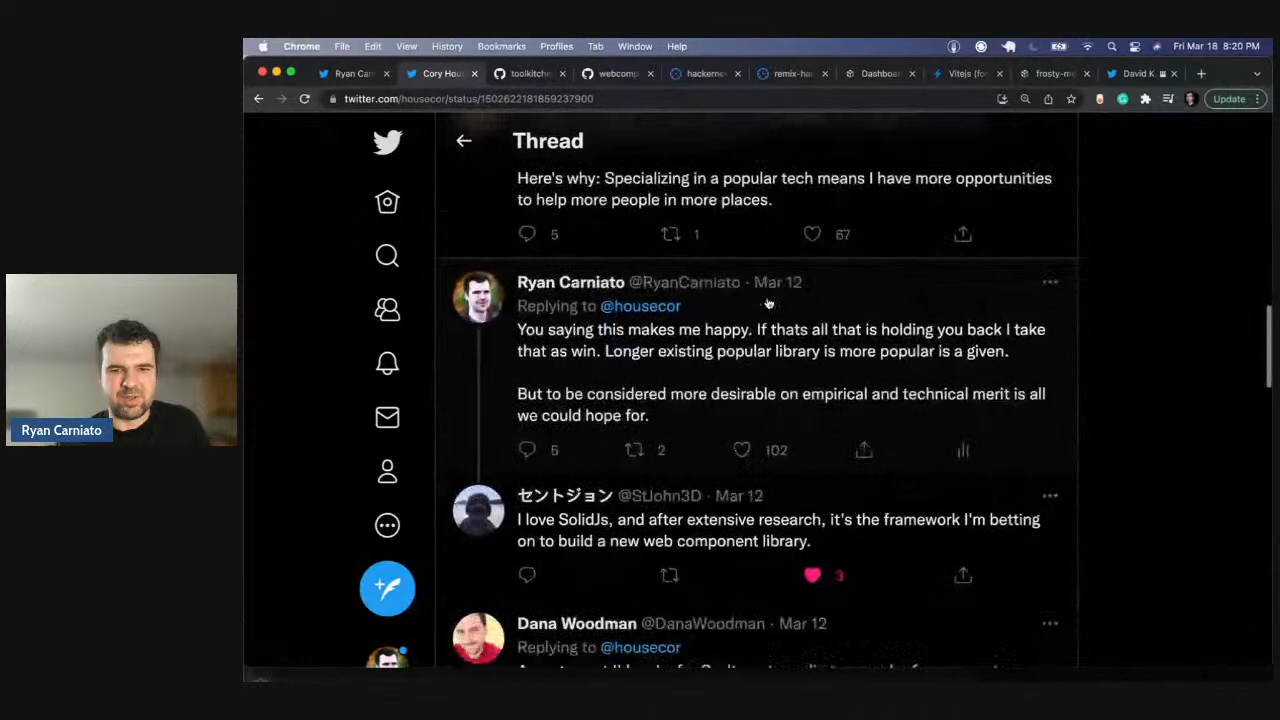 Chrome File Edit View History Bookmarks Profiles Tab Window Help Fri Mar 18 8:20 PM
Ryan Car Cory Hou toolkitche webcomp hackerne remix-ha Dashboa Vitejs (for frosty-me David K.
twitter.com/housecor/status/1502622181859237900 Update
Thread
Here's why: Specializing in a popular tech means I have more opportunities
to help more people in more places.
5 1 67
Ryan Carniato @RyanCarniato · Mar 12
Replying to @housecor
You saying this makes me happy. If thats all that is holding you back I take
that as win. Longer existing popular library is more popular is a given.
But to be considered more desirable on empirical and technical merit is all
we could hope for.
5 2 102
セントジョン @StJohn3D · Mar 12
I love SolidJs, and after extensive research, it's the framework I'm betting
on to build a new web component library.
3
Dana Woodman @DanaWoodman · Mar 12
Replying to @housecor
Ryan Carniato